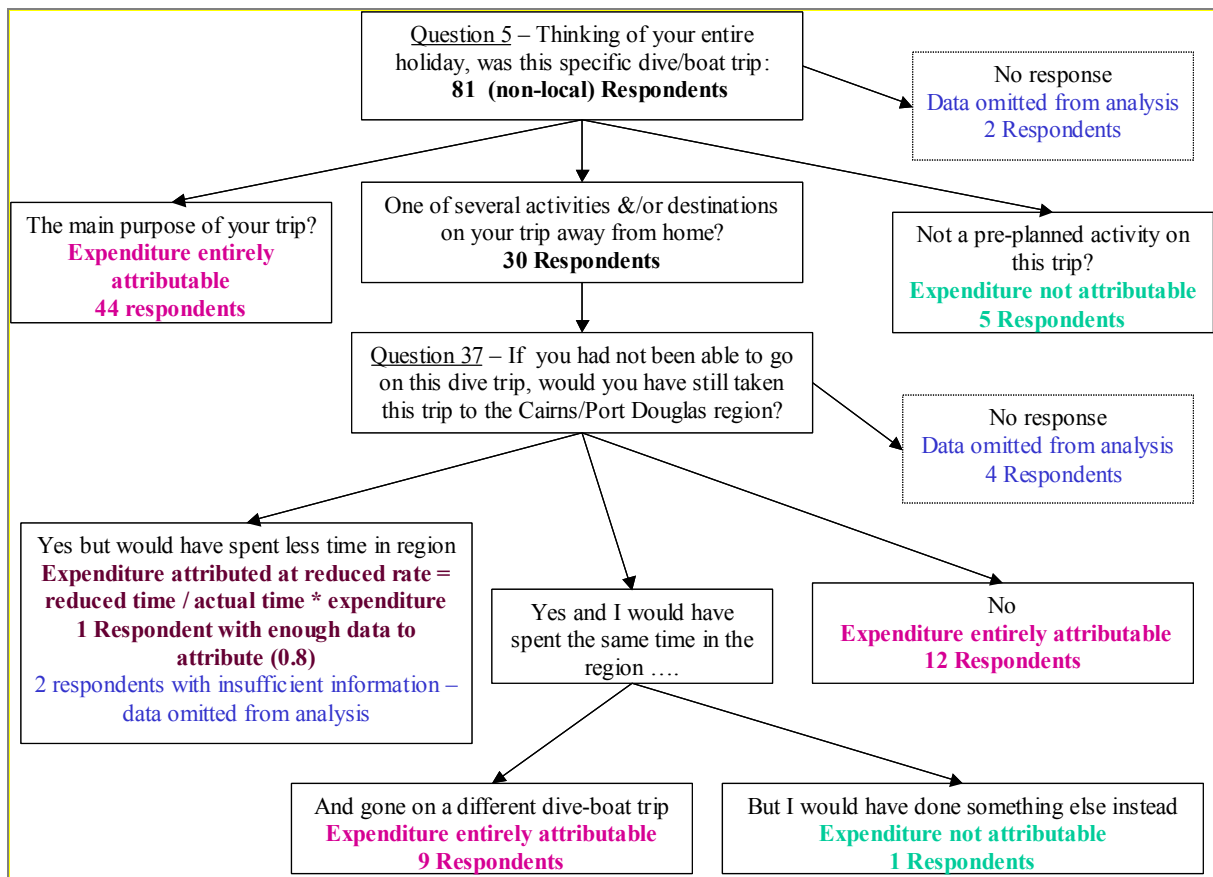 Question 5 – Thinking of your entire
holiday, was this specific dive/boat trip:
81 (non-local) Respondents
No response
Data omitted from analysis
2 Respondents
The main purpose of your trip?
Expenditure entirely
attributable
44 respondents
One of several activities &/or destinations
on your trip away from home?
30 Respondents
Not a pre-planned activity on
this trip?
Expenditure not attributable
5 Respondents
Question 37 – If you had not been able to go
on this dive trip, would you have still taken
this trip to the Cairns/Port Douglas region?
No response
Data omitted from analysis
4 Respondents
Yes but would have spent less time in region
Expenditure attributed at reduced rate =
reduced time / actual time * expenditure
1 Respondent with enough data to
attribute (0.8)
2 respondents with insufficient information –
data omitted from analysis
Yes and I would have
spent the same time in the
region ….
No
Expenditure entirely attributable
12 Respondents
And gone on a different dive-boat trip
Expenditure entirely attributable
9 Respondents
But I would have done something else instead
Expenditure not attributable
1 Respondents